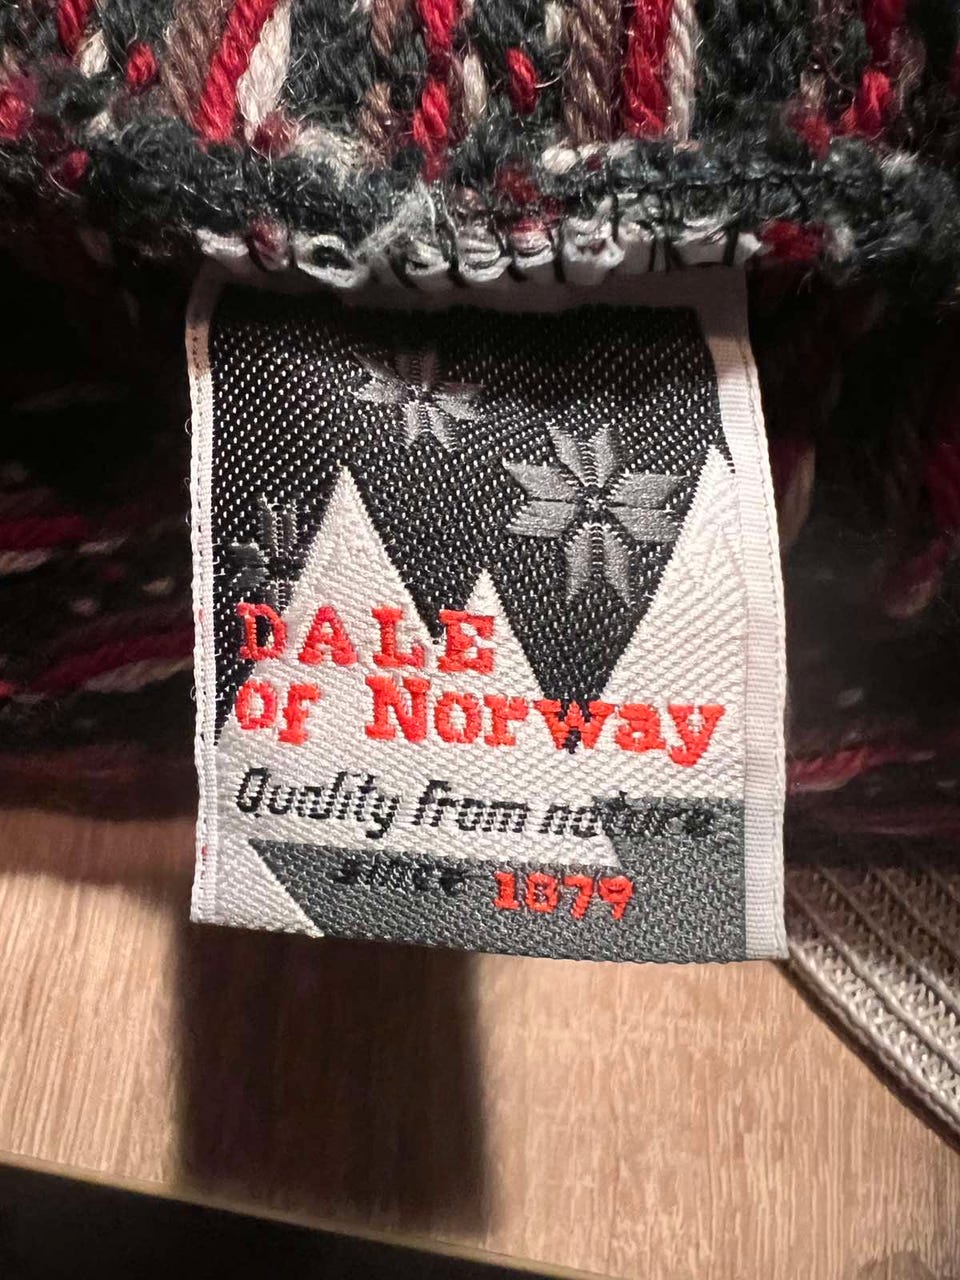 DALE
OF Norway
Quality from nature
since 1879